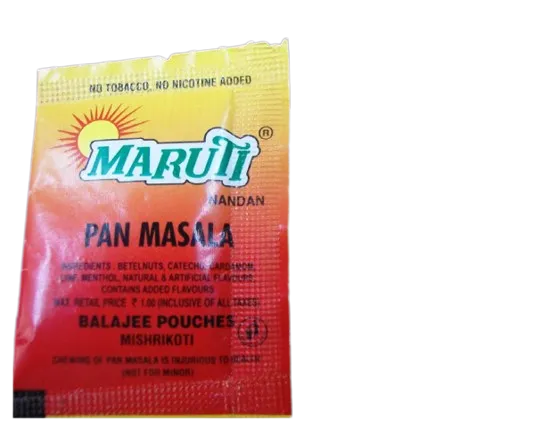 NO TOBACCO, NO NICOTINE ADDED
MARUTI ®
NANDAN
PAN MASALA
INGREDIENTS : BETELNUTS, CATECHU, CARDAMOM,
LIME, MENTHOL, NATURAL & ARTIFICIAL FLAVOURS,
CONTAINS ADDED FLAVOURS
MAX. RETAIL PRICE ₹ 1.00 (INCLUSIVE OF ALL TAXES)
BALAJEE POUCHES
MISHRIKOTI
CHEWING OF PAN MASALA IS INJURIOUS TO HEALTH
(NOT FOR MINOR)